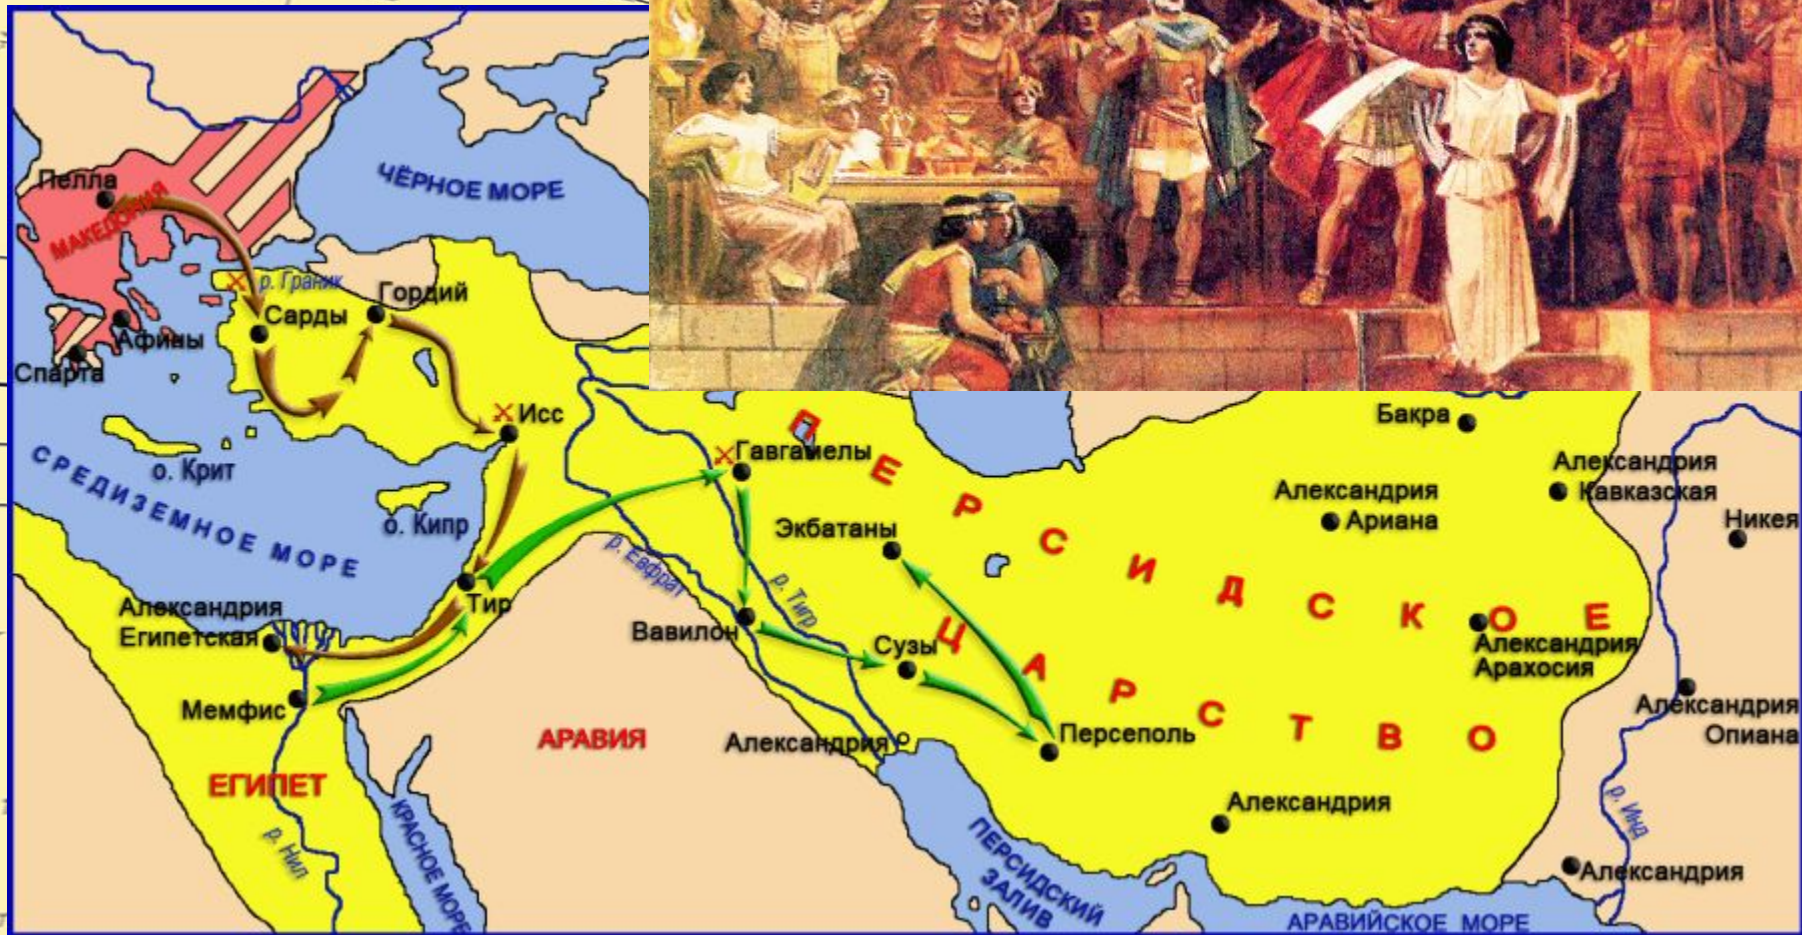 ЧЁРНОЕ МОРЕ
Пелла
МАКЕДОНИЯ
р. Граник
Гордий
Сарды
Афины
Спарта
Исс
о. Крит
СРЕДИЗЕМНОЕ МОРЕ
о. Кипр
Тир
Александрия
Египетская
Мемфис
ЕГИПЕТ
р. Нил
КРАСНОЕ МОРЕ
АРАВИЯ
р. Евфрат
р. Тигр
Гавгамелы
Экбатаны
Вавилон
Сузы
Александрия
Персеполь
ПЕРСИДСКОЕ
ЦАРСТВО
Бакра
Александрия
Кавказская
Александрия
Ариана
Никея
Александрия
Арахосия
Александрия
Опиана
Александрия
р. Инд
Александрия
ПЕРСИДСКИЙ
ЗАЛИВ
АРАВИЙСКОЕ МОРЕ